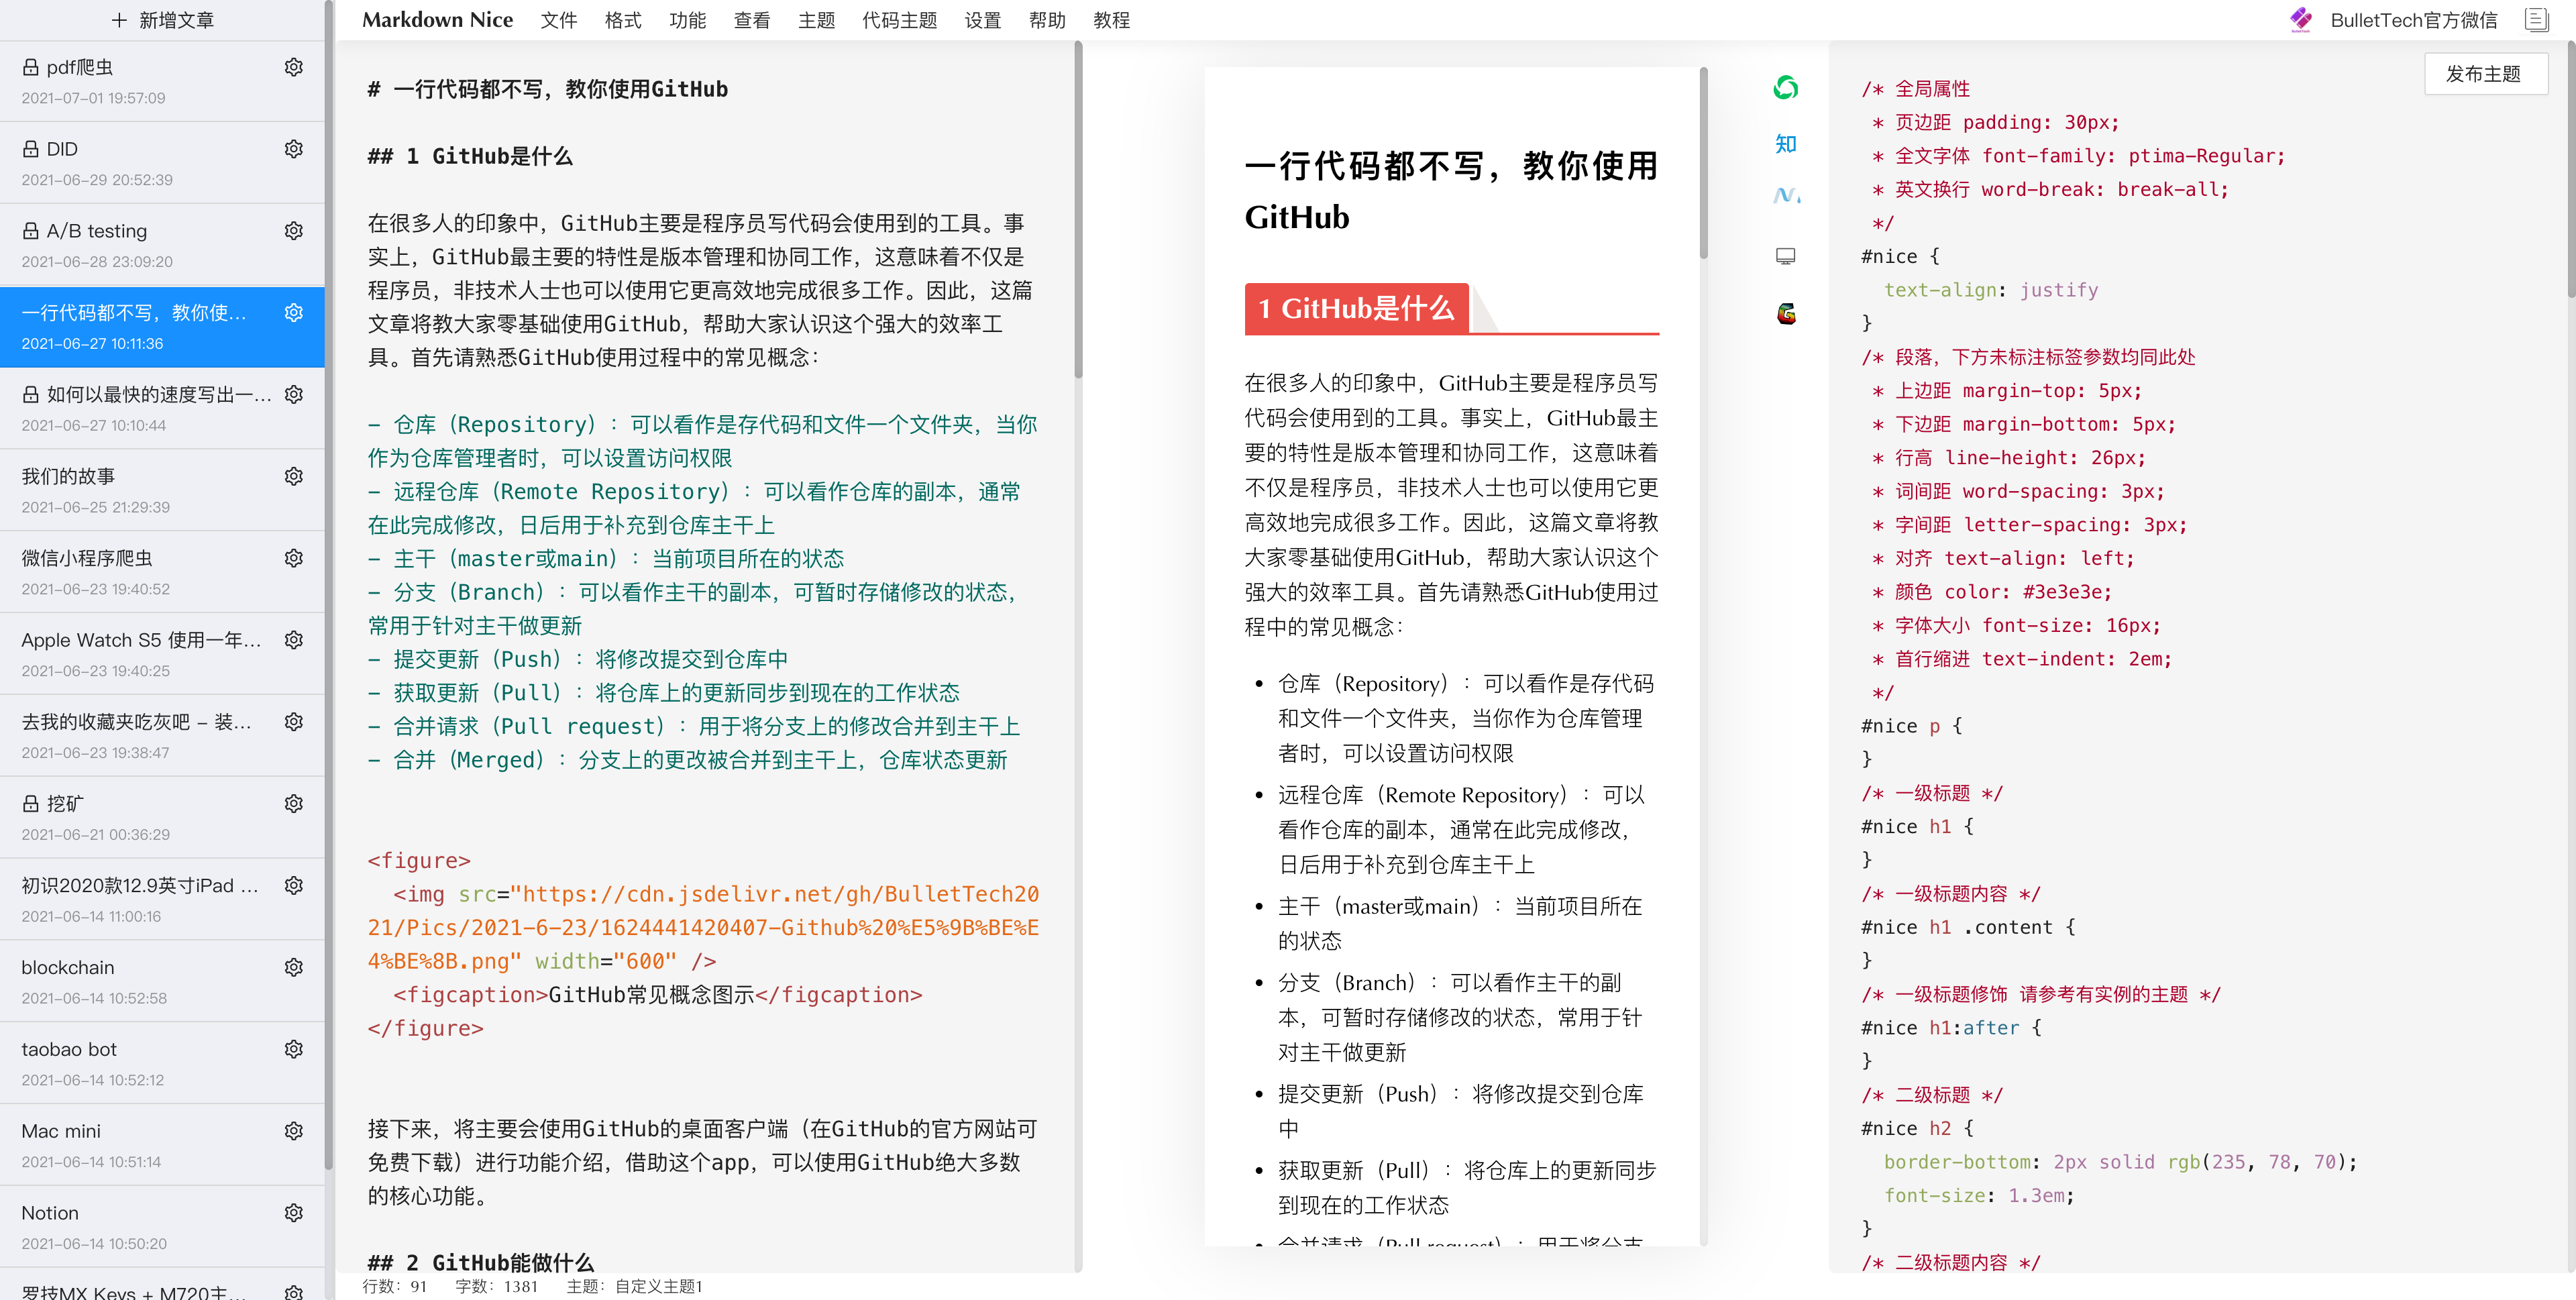 新增文章
pdf爬虫
2021-07-01 19:57:09
DID
2021-06-29 20:52:39
A/B testing
2021-06-28 23:09:20
一行代码都不写，教你使...
2021-06-27 10:11:36
如何以最快的速度写出一...
2021-06-27 10:10:44
我们的故事
2021-06-25 21:29:39
微信小程序爬虫
2021-06-23 19:40:52
Apple Watch S5 使用一年...
2021-06-23 19:40:25
去我的收藏夹吃灰吧 - 装...
2021-06-23 19:38:47
挖矿
2021-06-21 00:36:29
初识2020款12.9英寸iPad ...
2021-06-14 11:00:16
blockchain
2021-06-14 10:52:58
taobao bot
2021-06-14 10:52:12
Mac mini
2021-06-14 10:51:14
Notion
2021-06-14 10:50:20
罗技MX Keys + M720主...
Markdown Nice 文件 格式 功能 查看 主题 代码主题 设置 帮助 教程
BulletTech官方微信
# 一行代码都不写，教你使用GitHub
## 1 GitHub是什么
在很多人的印象中，GitHub主要是程序员写代码会使用到的工具。事
实上，GitHub最主要的特性是版本管理和协同工作，这意味着不仅是
程序员，非技术人士也可以使用它更高效地完成很多工作。因此，这篇
文章将教大家零基础使用GitHub，帮助大家认识这个强大的效率工
具。首先请熟悉GitHub使用过程中的常见概念：
- 仓库（Repository）：可以看作是存代码和文件一个文件夹，当你
作为仓库管理者时，可以设置访问权限
- 远程仓库（Remote Repository）：可以看作仓库的副本，通常
在此完成修改，日后用于补充到仓库主干上
- 主干（master或main）：当前项目所在的状态
- 分支（Branch）：可以看作主干的副本，可暂时存储修改的状态，
常用于针对主干做更新
- 提交更新（Push）：将修改提交到仓库中
- 获取更新（Pull）：将仓库上的更新同步到现在的工作状态
- 合并请求（Pull request）：用于将分支上的修改合并到主干上
- 合并（Merged）：分支上的更改被合并到主干上，仓库状态更新
<figure>
<img src="https://cdn.jsdelivr.net/gh/BulletTech20
21/Pics/2021-6-23/1624441420407-Github%20%E5%9B%BE%E
4%BE%8B.png" width="600" />
<figcaption>GitHub常见概念图示</figcaption>
</figure>
接下来，将主要会使用GitHub的桌面客户端（在GitHub的官方网站可
免费下载）进行功能介绍，借助这个app，可以使用GitHub绝大多数
的核心功能。
## 2 GitHub能做什么
行数：91 字数：1381 主题：自定义主题1
一行代码都不写，教你使用
GitHub
1 GitHub是什么
在很多人的印象中，GitHub主要是程序员写
代码会使用到的工具。事实上，GitHub最主
要的特性是版本管理和协同工作，这意味着
不仅是程序员，非技术人士也可以使用它更
高效地完成很多工作。因此，这篇文章将教
大家零基础使用GitHub，帮助大家认识这个
强大的效率工具。首先请熟悉GitHub使用过
程中的常见概念：
• 仓库（Repository）：可以看作是存代码
和文件一个文件夹，当你作为仓库管理
者时，可以设置访问权限
• 远程仓库（Remote Repository）：可以
看作仓库的副本，通常在此完成修改，
日后用于补充到仓库主干上
• 主干（master或main）：当前项目所在
的状态
• 分支（Branch）：可以看作主干的副
本，可暂时存储修改的状态，常用于针
对主干做更新
• 提交更新（Push）：将修改提交到仓库
中
• 获取更新（Pull）：将仓库上的更新同步
到现在的工作状态
• 合并请求（Pull request）：用于将分支
知
发布主题
/* 全局属性
* 页边距 padding: 30px;
* 全文字体 font-family: ptima-Regular;
* 英文换行 word-break: break-all;
*/
#nice {
text-align: justify
}
/* 段落，下方未标注标签参数均同此处
* 上边距 margin-top: 5px;
* 下边距 margin-bottom: 5px;
* 行高 line-height: 26px;
* 词间距 word-spacing: 3px;
* 字间距 letter-spacing: 3px;
* 对齐 text-align: left;
* 颜色 color: #3e3e3e;
* 字体大小 font-size: 16px;
* 首行缩进 text-indent: 2em;
*/
#nice p {
}
/* 一级标题 */
#nice h1 {
}
/* 一级标题内容 */
#nice h1 .content {
}
/* 一级标题修饰 请参考有实例的主题 */
#nice h1:after {
}
/* 二级标题 */
#nice h2 {
border-bottom: 2px solid rgb(235, 78, 70);
font-size: 1.3em;
}
/* 二级标题内容 */